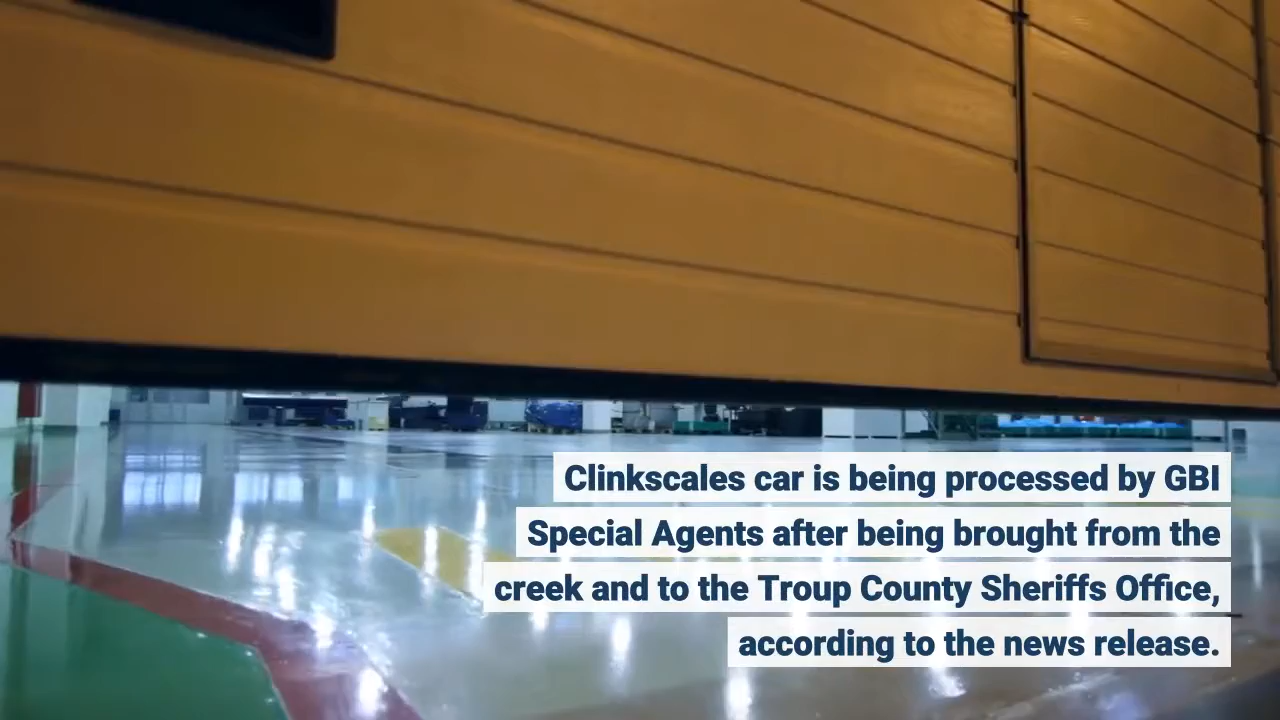 Clinkscales car is being processed by GBI
Special Agents after being brought from the
creek and to the Troup County Sheriffs Office,
according to the news release.